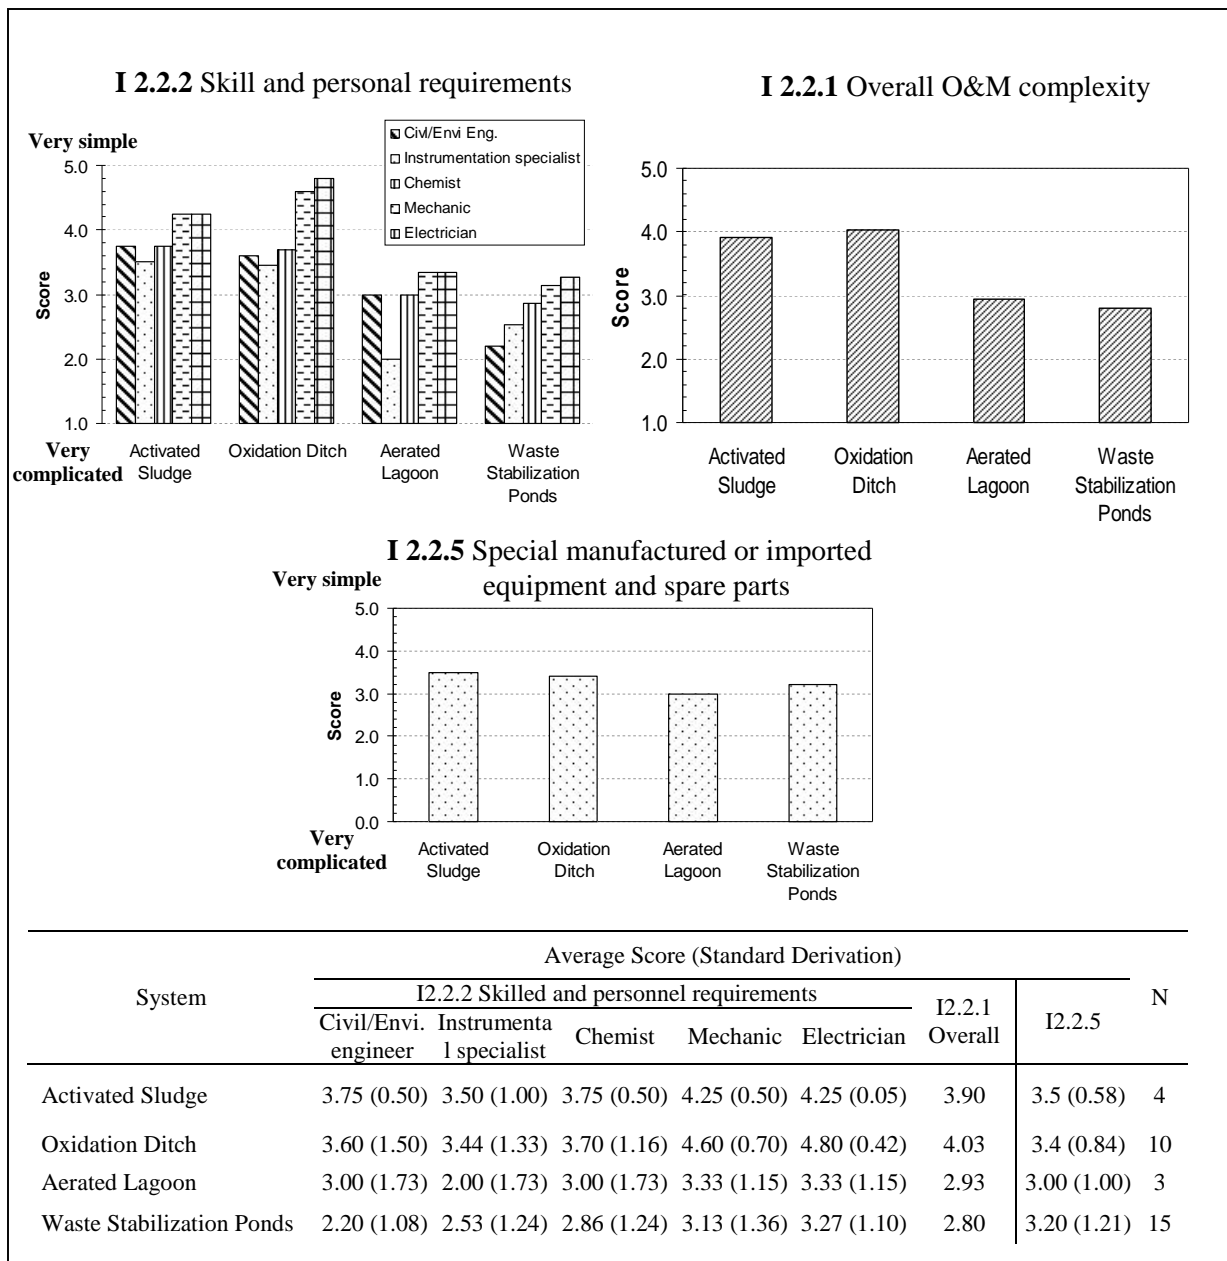 I 2.2.2 Skill and personal requirements
Very simple
Civl/Envi Eng.
Instrumentation specialist
Chemist
Mechanic
Electrician
5.0
4.0
3.0
2.0
1.0
Score
Very
complicated
Activated
Sludge
Oxidation Ditch
Aerated
Lagoon
Waste
Stabilization
Ponds
I 2.2.1 Overall O&M complexity
5.0
4.0
3.0
2.0
1.0
Score
Activated
Sludge
Oxidation
Ditch
Aerated
Lagoon
Waste
Stabilization
Ponds
I 2.2.5 Special manufactured or imported
equipment and spare parts
Very simple
5.0
4.0
3.0
2.0
1.0
0.0
Score
Very
complicated
Activated
Sludge
Oxidation
Ditch
Aerated
Lagoon
Waste
Stabilization
Ponds
System
Average Score (Standard Derivation)
N
I2.2.2 Skilled and personnel requirements
I2.2.1
Overall
I2.2.5
Civil/Envi.
engineer
Instrumenta
l specialist
Chemist
Mechanic
Electrician
Activated Sludge 3.75 (0.50) 3.50 (1.00) 3.75 (0.50) 4.25 (0.50) 4.25 (0.05) 3.90 3.5 (0.58) 4
Oxidation Ditch 3.60 (1.50) 3.44 (1.33) 3.70 (1.16) 4.60 (0.70) 4.80 (0.42) 4.03 3.4 (0.84) 10
Aerated Lagoon 3.00 (1.73) 2.00 (1.73) 3.00 (1.73) 3.33 (1.15) 3.33 (1.15) 2.93 3.00 (1.00) 3
Waste Stabilization Ponds 2.20 (1.08) 2.53 (1.24) 2.86 (1.24) 3.13 (1.36) 3.27 (1.10) 2.80 3.20 (1.21) 15